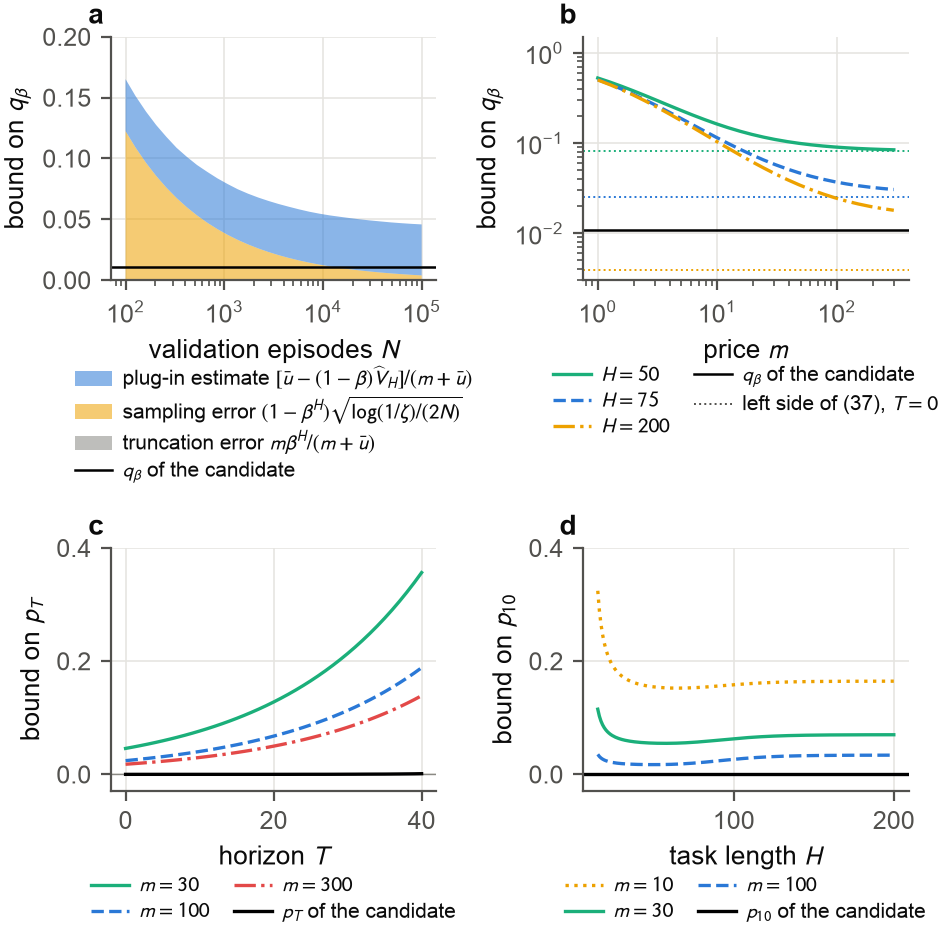 a
bound on q_β
0.20
0.15
0.10
0.05
0.00
10² 10³ 10⁴ 10⁵
validation episodes N
plug-in estimate [ū − (1 − β)V̂_H]/(m + ū)
sampling error (1 − β^H)√log(1/ζ)/(2N)
truncation error mβ^H/(m + ū)
q_β of the candidate
b
bound on q_β
10⁰
10⁻¹
10⁻²
10⁰ 10¹ 10²
price m
H = 50
H = 75
H = 200
q_β of the candidate
left side of (37), T = 0
c
bound on p_T
0.4
0.2
0.0
0 20 40
horizon T
m = 30
m = 100
m = 300
p_T of the candidate
d
bound on p₁₀
0.4
0.2
0.0
100 200
task length H
m = 10
m = 30
m = 100
p₁₀ of the candidate